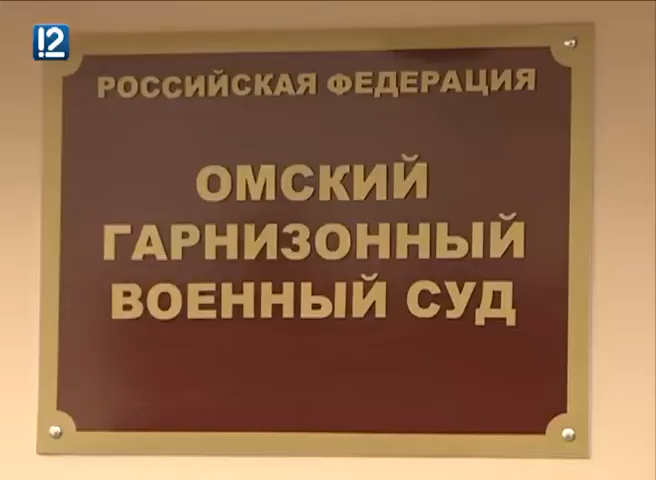 12
РОССИЙСКАЯ ФЕДЕРАЦИЯ
ОМСКИЙ
ГАРНИЗОННЫЙ
ВОЕННЫЙ СУД